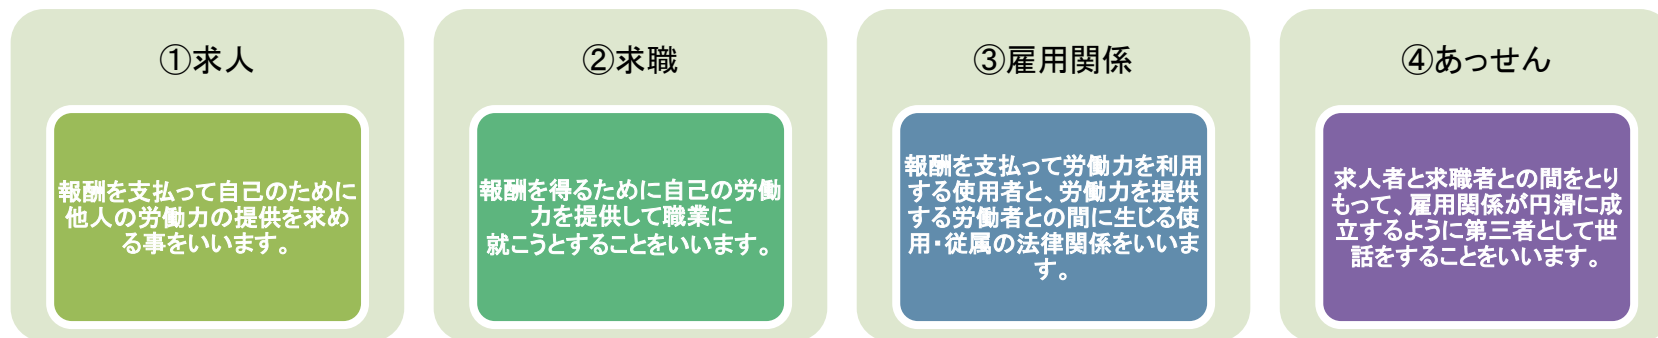 ①求人
報酬を支払って自己のために
他人の労働力の提供を求め
る事をいいます。
②求職
報酬を得るために自己の労働
力を提供して職業に
就こうとすることをいいます。
③雇用関係
報酬を支払って労働力を利用
する使用者と、労働力を提供
する労働者との間に生じる使
用・従属の法律関係をいいま
す。
④あっせん
求人者と求職者との間をとり
もって、雇用関係が円滑に成
立するように第三者として世
話をすることをいいます。